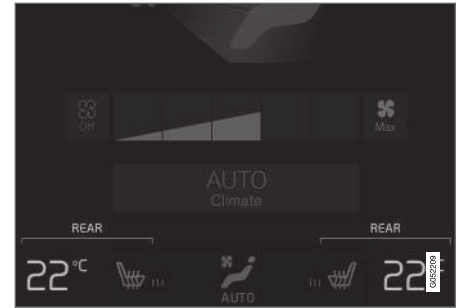 Off
Max
AUTO
Climate
REAR REAR
22°C 22
AUTO
G052209